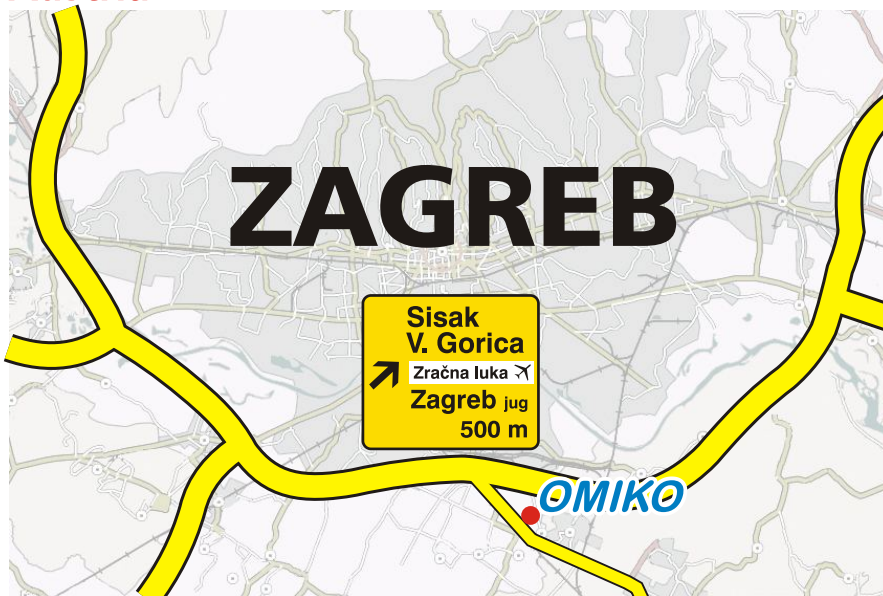 ZAGREB
Sisak
V. Gorica
Zračna luka
Zagreb jug
500 m
OMIKO